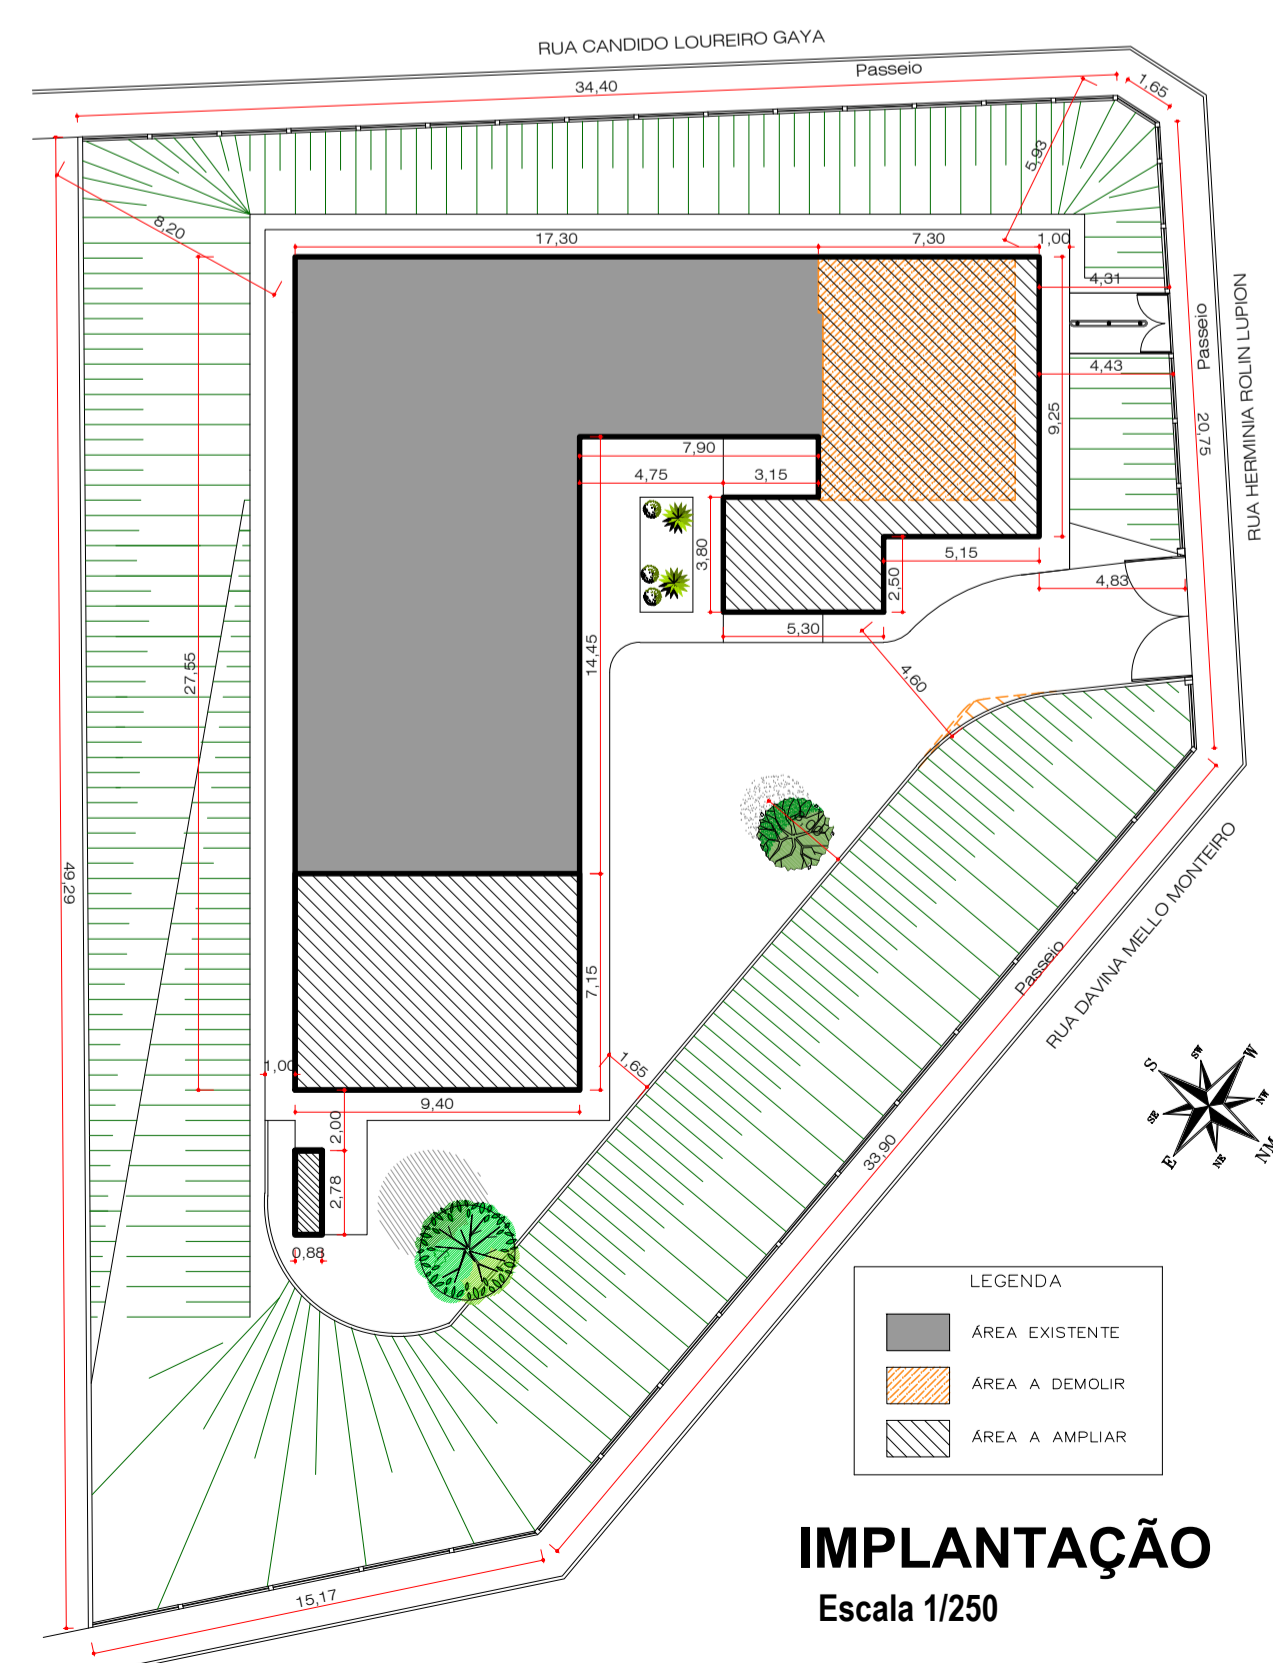 RUA CANDIDO LOUREIRO GAYA
Passeio
34,40
1,65
5,93
8,20
17,30
7,30
1,00
4,31
Passeio
RUA HERMINIA ROLIN LUPION
4,43
9,25
20,75
7,90
4,75
3,15
3,80
5,15
2,50
4,83
5,30
14,45
27,55
4,60
49,29
RUA DAVINA MELLO MONTEIRO
Passeio
7,15
1,00
1,65
9,40
2,00
2,78
0,88
33,90
15,17
S
SW
W
SE
NW
E
NE
NM
LEGENDA
ÁREA EXISTENTE
ÁREA A DEMOLIR
ÁREA A AMPLIAR
IMPLANTAÇÃO
Escala 1/250